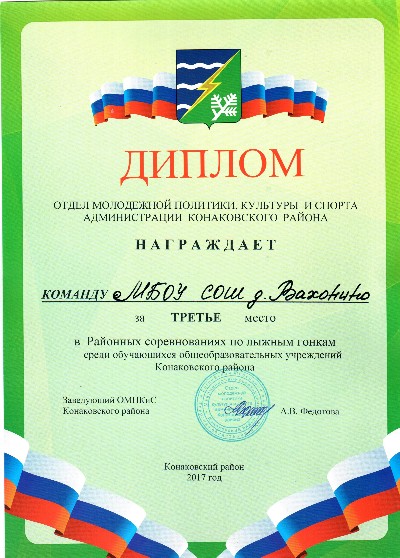 ДИПЛОМ
ОТДЕЛ МОЛОДЕЖНОЙ ПОЛИТИКИ, КУЛЬТУРЫ И СПОРТА
АДМИНИСТРАЦИИ КОНАКОВСКОГО РАЙОНА
НАГРАЖДАЕТ
КОМАНДУ МБОУ СОШ д. Вахонино
за ТРЕТЬЕ место
в Районных соревнованиях по лыжным гонкам
среди обучающихся общеобразовательных учреждений
Конаковского района
Заведующий ОМПКиС
Конаковского района
А.В. Федотова
Конаковский район
2017 год